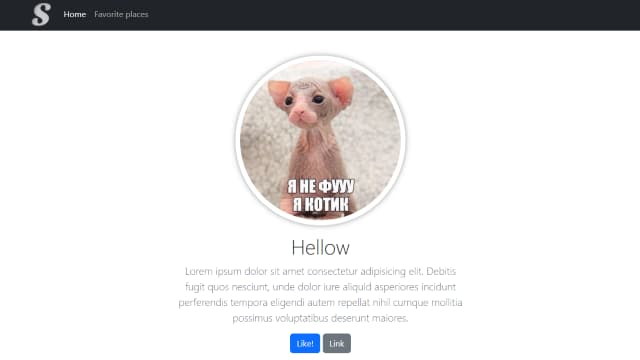 S
Home
Favorite places
Я НЕ ФУУУ
Я КОТИК
Hellow
Lorem ipsum dolor sit amet consectetur adipisicing elit. Debitis
fugit quos nesciunt, unde dolor iure aliquid asperiores incidunt
perferendis tempora eligendi autem repellat nihil cumque mollitia
possimus voluptatibus deserunt maiores.
Like!
Link